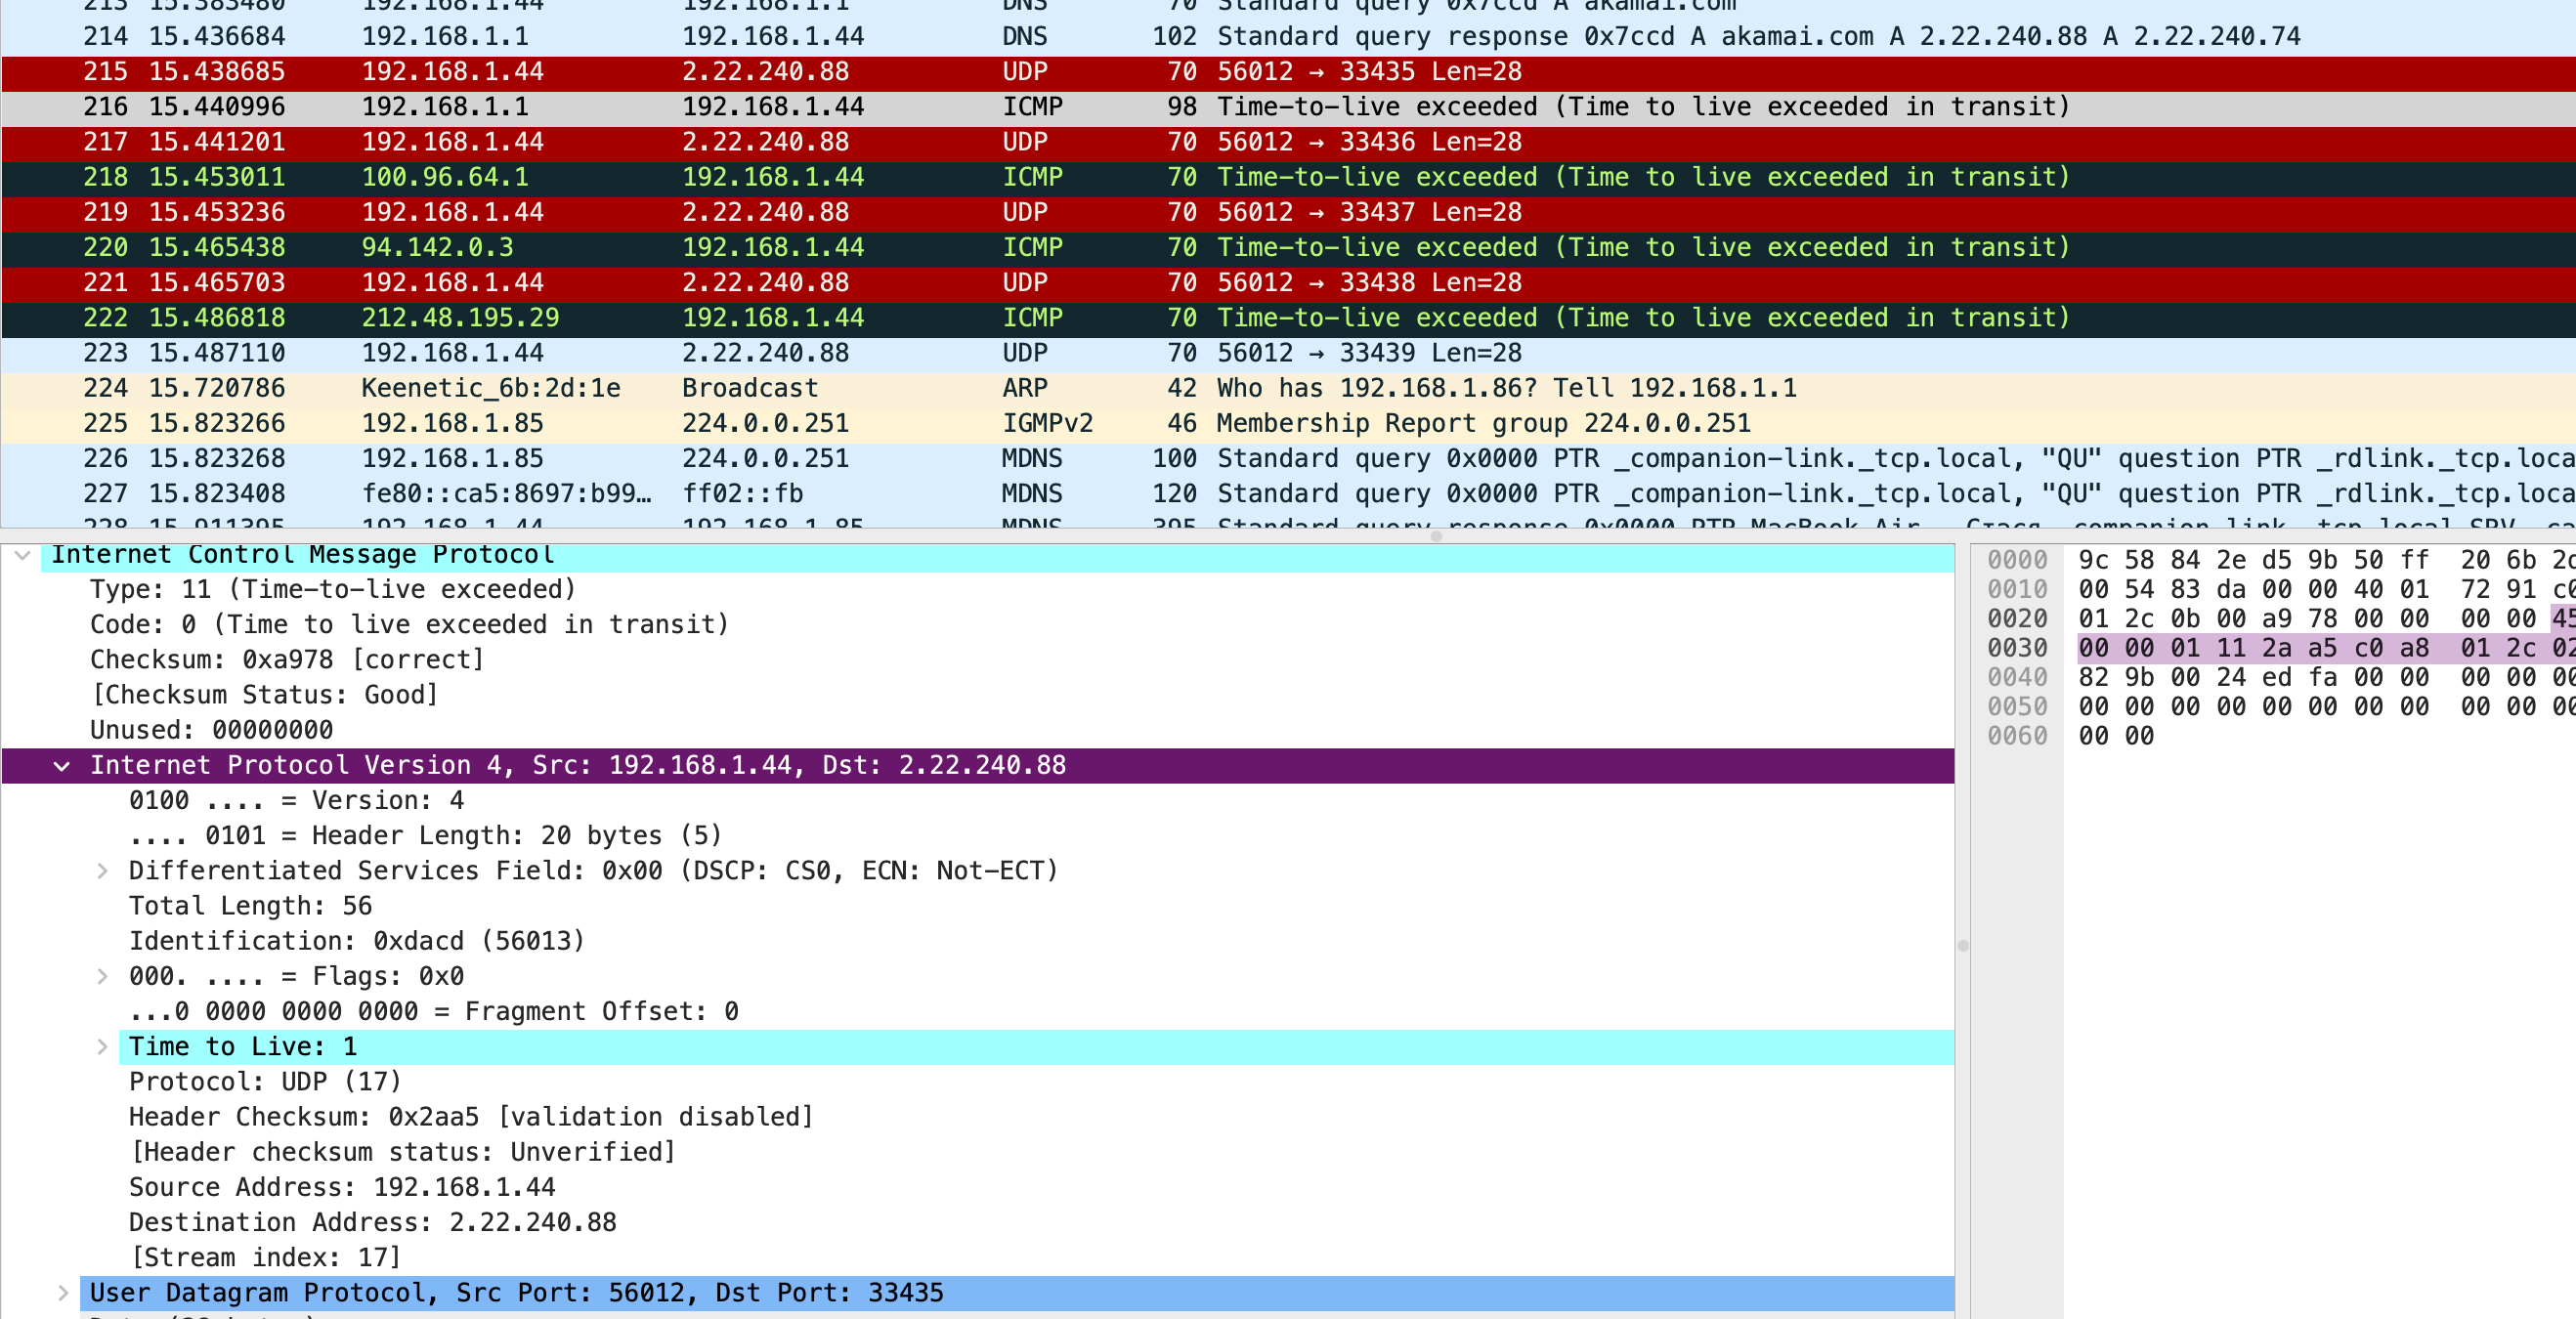 213 15.383480 192.168.1.44 192.168.1.1 DNS 70 Standard query 0x7ccd A akamai.com
214 15.436684 192.168.1.1 192.168.1.44 DNS 102 Standard query response 0x7ccd A akamai.com A 2.22.240.88 A 2.22.240.74
215 15.438685 192.168.1.44 2.22.240.88 UDP 70 56012 → 33435 Len=28
216 15.440996 192.168.1.1 192.168.1.44 ICMP 98 Time-to-live exceeded (Time to live exceeded in transit)
217 15.441201 192.168.1.44 2.22.240.88 UDP 70 56012 → 33436 Len=28
218 15.453011 100.96.64.1 192.168.1.44 ICMP 70 Time-to-live exceeded (Time to live exceeded in transit)
219 15.453236 192.168.1.44 2.22.240.88 UDP 70 56012 → 33437 Len=28
220 15.465438 94.142.0.3 192.168.1.44 ICMP 70 Time-to-live exceeded (Time to live exceeded in transit)
221 15.465703 192.168.1.44 2.22.240.88 UDP 70 56012 → 33438 Len=28
222 15.486818 212.48.195.29 192.168.1.44 ICMP 70 Time-to-live exceeded (Time to live exceeded in transit)
223 15.487110 192.168.1.44 2.22.240.88 UDP 70 56012 → 33439 Len=28
224 15.720786 Keenetic_6b:2d:1e Broadcast ARP 42 Who has 192.168.1.86? Tell 192.168.1.1
225 15.823266 192.168.1.85 224.0.0.251 IGMPv2 46 Membership Report group 224.0.0.251
226 15.823268 192.168.1.85 224.0.0.251 MDNS 100 Standard query 0x0000 PTR _companion-link._tcp.local, "QU" question PTR _rdlink._tcp.loca
227 15.823408 fe80::ca5:8697:b99… ff02::fb MDNS 120 Standard query 0x0000 PTR _companion-link._tcp.local, "QU" question PTR _rdlink._tcp.loca
228 15.911395 192.168.1.44 192.168.1.85 MDNS 395 Standard query response 0x0000 PTR MacBook Air
Internet Control Message Protocol
Type: 11 (Time-to-live exceeded)
Code: 0 (Time to live exceeded in transit)
Checksum: 0xa978 [correct]
[Checksum Status: Good]
Unused: 00000000
Internet Protocol Version 4, Src: 192.168.1.44, Dst: 2.22.240.88
0100 .... = Version: 4
.... 0101 = Header Length: 20 bytes (5)
Differentiated Services Field: 0x00 (DSCP: CS0, ECN: Not-ECT)
Total Length: 56
Identification: 0xdacd (56013)
000. .... = Flags: 0x0
...0 0000 0000 0000 = Fragment Offset: 0
Time to Live: 1
Protocol: UDP (17)
Header Checksum: 0x2aa5 [validation disabled]
[Header checksum status: Unverified]
Source Address: 192.168.1.44
Destination Address: 2.22.240.88
[Stream index: 17]
User Datagram Protocol, Src Port: 56012, Dst Port: 33435
0000 9c 58 84 2e d5 9b 50 ff 20 6b 2d
0010 00 54 83 da 00 00 40 01 72 91 c0
0020 01 2c 0b 00 a9 78 00 00 00 00 45
0030 00 00 01 11 2a a5 c0 a8 01 2c 02
0040 82 9b 00 24 ed fa 00 00 00 00 00
0050 00 00 00 00 00 00 00 00 00 00 00
0060 00 00